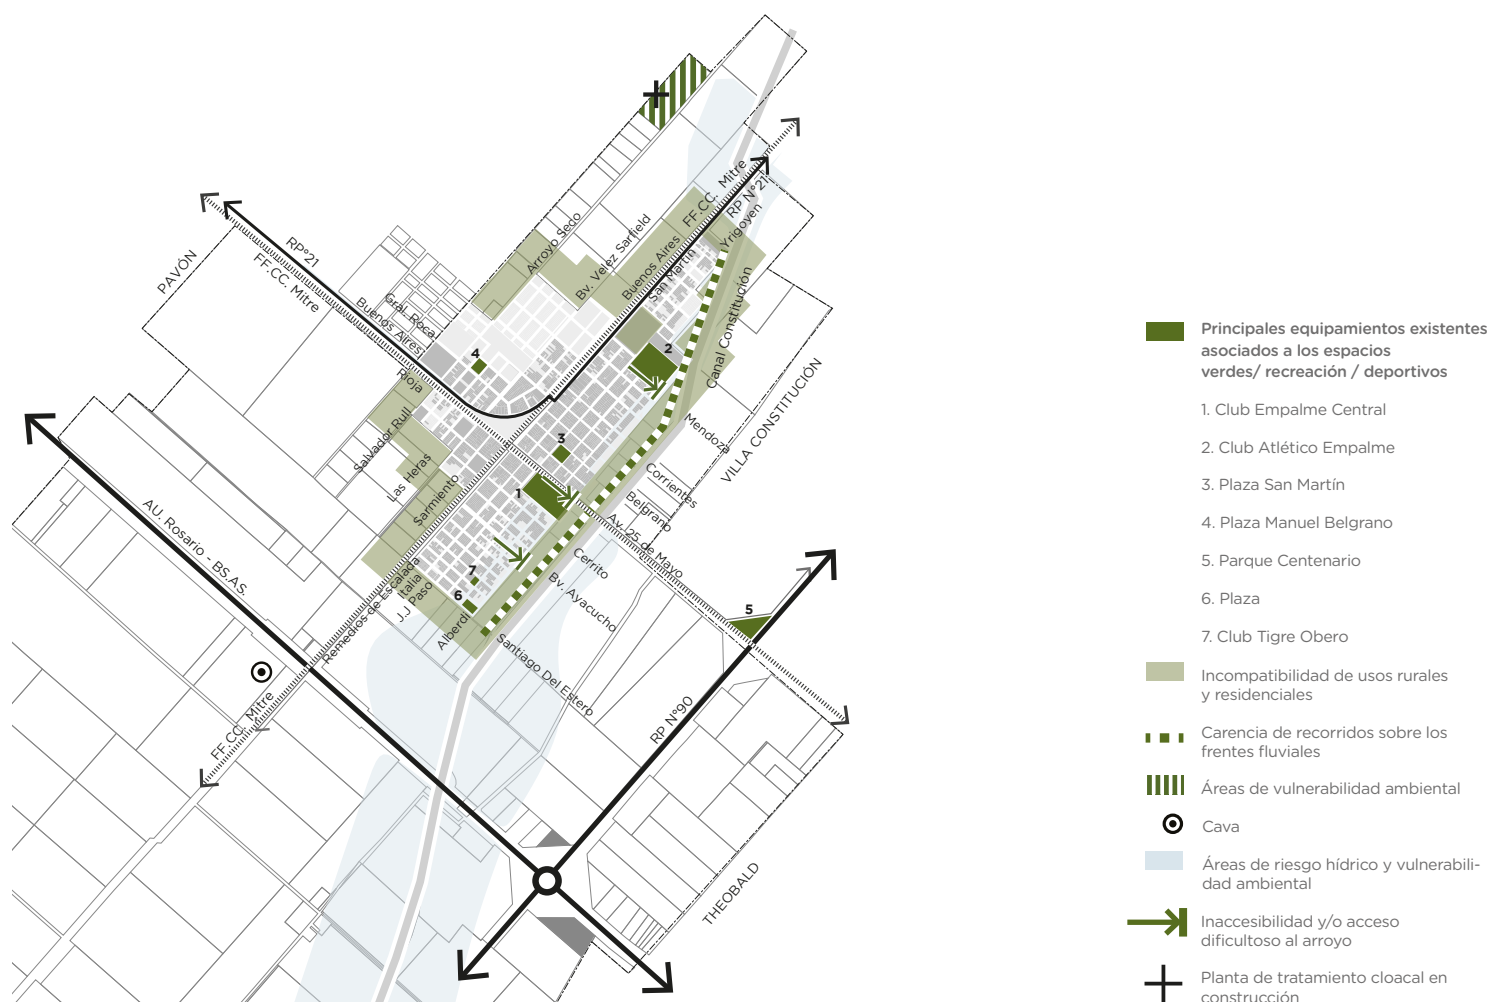 FF.CC. Mitre
RP N°21
Yrigoyen
Arroyo Seco
Bv. Velez Sarfield
Buenos Aires
San Martín
PAVÓN
RP°21
FF.CC. Mitre
Gral. Roca
Buenos Aires
Canal Constitución
4
2
Rioja
VILLA CONSTITUCIÓN
Salvador Rull
Mendoza
3
Las Heras
Sarmiento
Corrientes
1
Belgrano
AU. Rosario - BS.AS.
Av. 25 de Mayo
Cerrito
Remedios de Escalada
Italia
J.J Paso
7
6
Bv. Ayacucho
Alberdi
5
Santiago Del Estero
RP N°90
FF.CC. Mitre
THEOBALD
Principales equipamientos existentes
asociados a los espacios
verdes/ recreación / deportivos
1. Club Empalme Central
2. Club Atlético Empalme
3. Plaza San Martín
4. Plaza Manuel Belgrano
5. Parque Centenario
6. Plaza
7. Club Tigre Obero
Incompatibilidad de usos rurales
y residenciales
Carencia de recorridos sobre los
frentes fluviales
Áreas de vulnerabilidad ambiental
Cava
Áreas de riesgo hídrico y vulnerabili-
dad ambiental
Inaccesibilidad y/o acceso
dificultoso al arroyo
Planta de tratamiento cloacal en
construcción